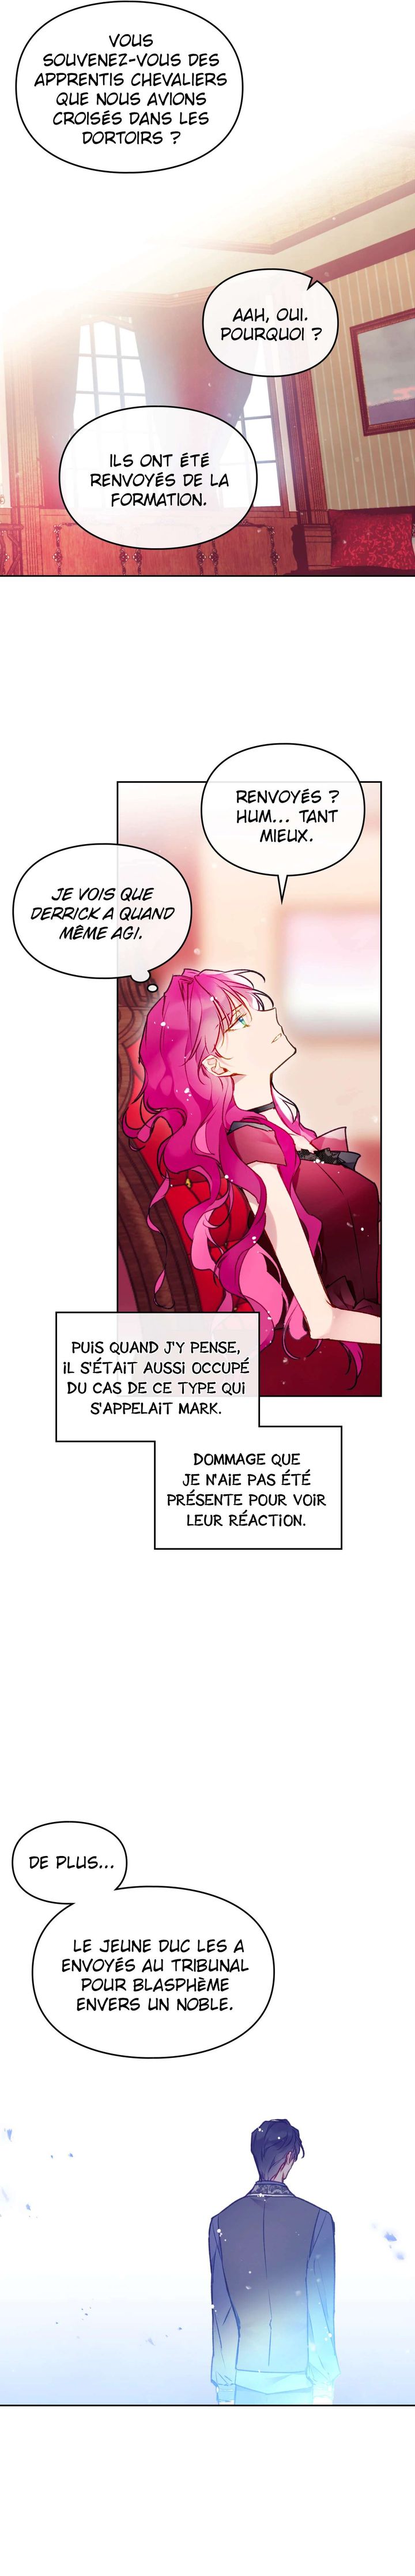 VOUS
SOUVENEZ-VOUS DES
APPRENTIS CHEVALIERS
QUE NOUS AVIONS
CROISÉS DANS LES
DORTOIRS ?
AAH, OUI.
POURQUOI ?
ILS ONT ÉTÉ
RENVOYÉS DE LA
FORMATION.
RENVOYÉS ?
HUM... TANT
MIEUX.
JE VOIS QUE
DERRICK A QUAND
MÊME AGI.
PUIS QUAND J'Y PENSE,
IL S'ÉTAIT AUSSI OCCUPÉ
DU CAS DE CE TYPE QUI
S'APPELAIT MARK.
DOMMAGE QUE
JE N'AIE PAS ÉTÉ
PRÉSENTE POUR VOIR
LEUR RÉACTION.
DE PLUS...
LE JEUNE DUC LES A
ENVOYÉS AU TRIBUNAL
POUR BLASPHÈME
ENVERS UN NOBLE.